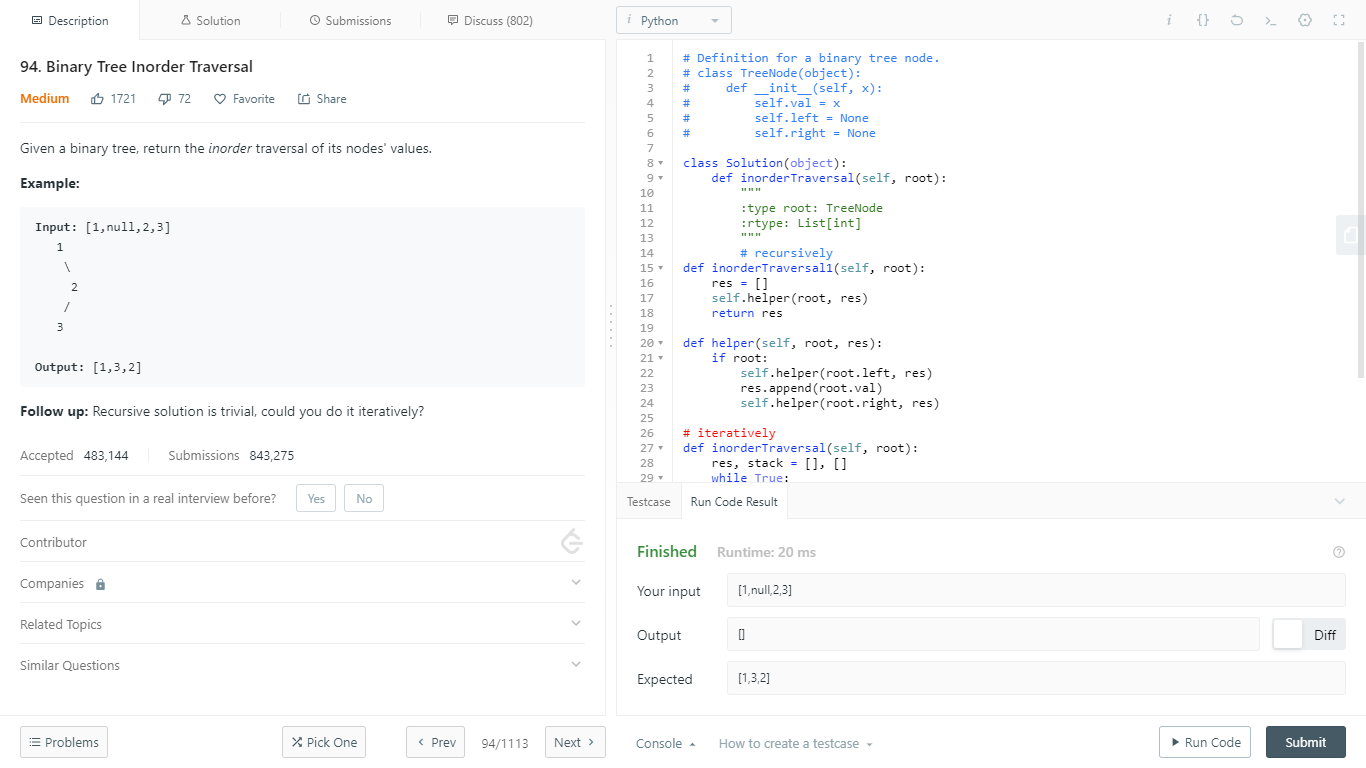 Description
Solution
Submissions
Discuss (802)
94. Binary Tree Inorder Traversal
Medium 1721 72 Favorite Share
Given a binary tree, return the inorder traversal of its nodes' values.
Example:
Input: [1,null,2,3]
1
\
2
/
3
Output: [1,3,2]
Follow up: Recursive solution is trivial, could you do it iteratively?
Accepted 483,144 Submissions 843,275
Seen this question in a real interview before? Yes No
Contributor
Companies
Related Topics
Similar Questions
Problems
Pick One
< Prev
94/1113
Next >
i Python
i {} >_
1 # Definition for a binary tree node.
2 # class TreeNode(object):
3 #     def __init__(self, x):
4 #         self.val = x
5 #         self.left = None
6 #         self.right = None
7
8 class Solution(object):
9     def inorderTraversal(self, root):
10         """
11         :type root: TreeNode
12         :rtype: List[int]
13         """
14         # recursively
15 def inorderTraversal1(self, root):
16     res = []
17     self.helper(root, res)
18     return res
19
20 def helper(self, root, res):
21     if root:
22         self.helper(root.left, res)
23         res.append(root.val)
24         self.helper(root.right, res)
25
26 # iteratively
27 def inorderTraversal(self, root):
28     res, stack = [], []
29     while True:
Testcase
Run Code Result
Finished Runtime: 20 ms
Your input [1,null,2,3]
Output [] Diff
Expected [1,3,2]
Console
How to create a testcase
Run Code
Submit